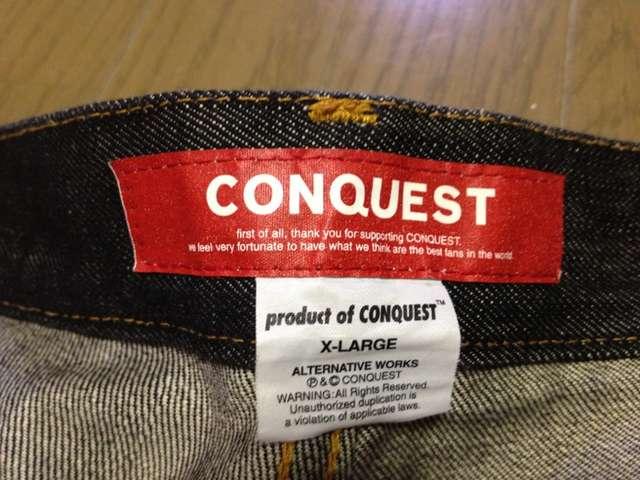 CONQUEST
first of all, thank you for supporting CONQUEST.
we feel very fortunate to have what we think are the best fans in the world.
product of CONQUEST™
X-LARGE
ALTERNATIVE WORKS
℗&© CONQUEST
WARNING:All Rights Reserved.
Unauthorized duplication is
a violation of applicable laws.